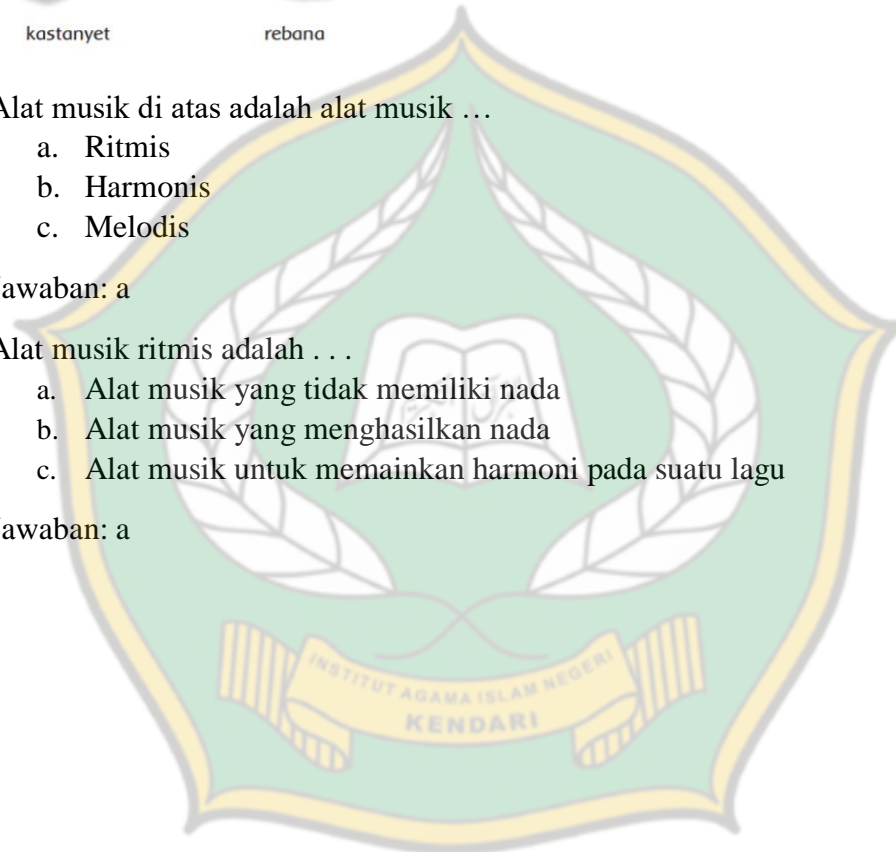 kastanyet rebana
Alat musik di atas adalah alat musik …
a. Ritmis
b. Harmonis
c. Melodis
Jawaban: a
Alat musik ritmis adalah . . .
a. Alat musik yang tidak memiliki nada
b. Alat musik yang menghasilkan nada
c. Alat musik untuk memainkan harmoni pada suatu lagu
Jawaban: a
INSTITUT AGAMA ISLAM NEGERI
KENDARI